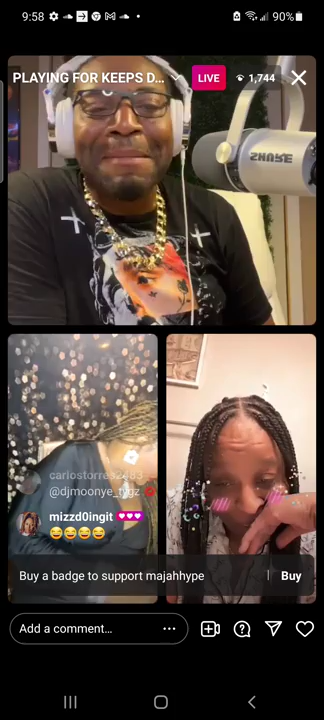 9:58
90%
PLAYING FOR KEEPS D...
LIVE
1,744
SHURE
carlostorres2483
@djmoonye_tygz
mizzd0ingit
Buy a badge to support majahhype
Buy
Add a comment...